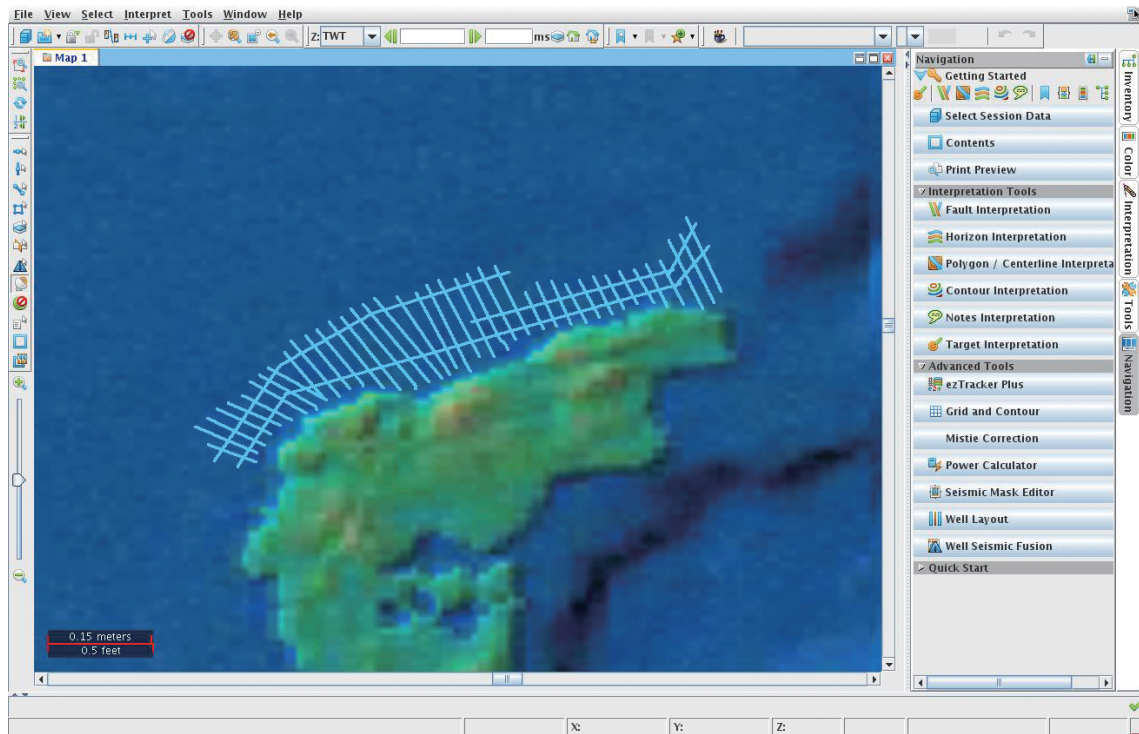 File View Select Interpret Tools Window Help
Z: TWT ms
Map 1
Navigation
Getting Started
Select Session Data
Contents
Print Preview
Interpretation Tools
Fault Interpretation
Horizon Interpretation
Polygon / Centerline Interpreta
Contour Interpretation
Notes Interpretation
Target Interpretation
Advanced Tools
ezTracker Plus
Grid and Contour
Mistie Correction
Power Calculator
Seismic Mask Editor
Well Layout
Well Seismic Fusion
Quick Start
Inventory
Color
Interpretation
Tools
Navigation
0.15 meters
0.5 feet
X: Y: Z: